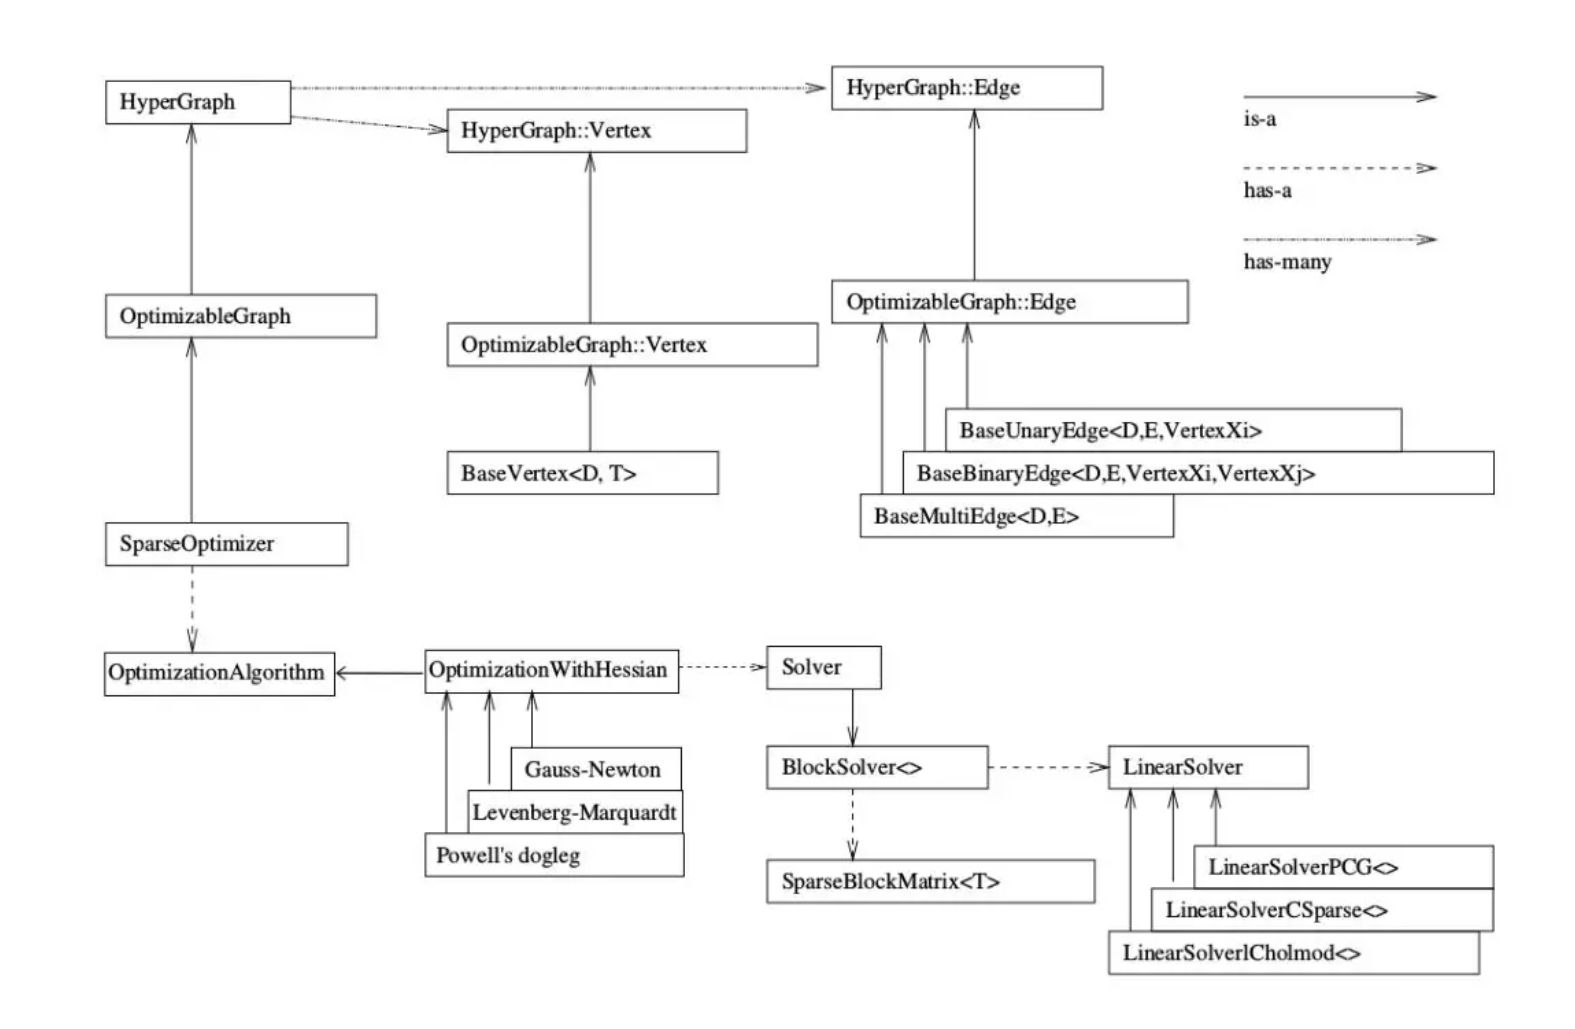 HyperGraph
HyperGraph::Edge
HyperGraph::Vertex
is-a
has-a
has-many
OptimizableGraph
OptimizableGraph::Edge
OptimizableGraph::Vertex
BaseUnaryEdge<D,E,VertexXi>
BaseVertex<D, T>
BaseBinaryEdge<D,E,VertexXi,VertexXj>
BaseMultiEdge<D,E>
SparseOptimizer
OptimizationAlgorithm
OptimizationWithHessian
Solver
Gauss-Newton
Levenberg-Marquardt
Powell's dogleg
BlockSolver<>
LinearSolver
SparseBlockMatrix<T>
LinearSolverPCG<>
LinearSolverCSparse<>
LinearSolverlCholmod<>